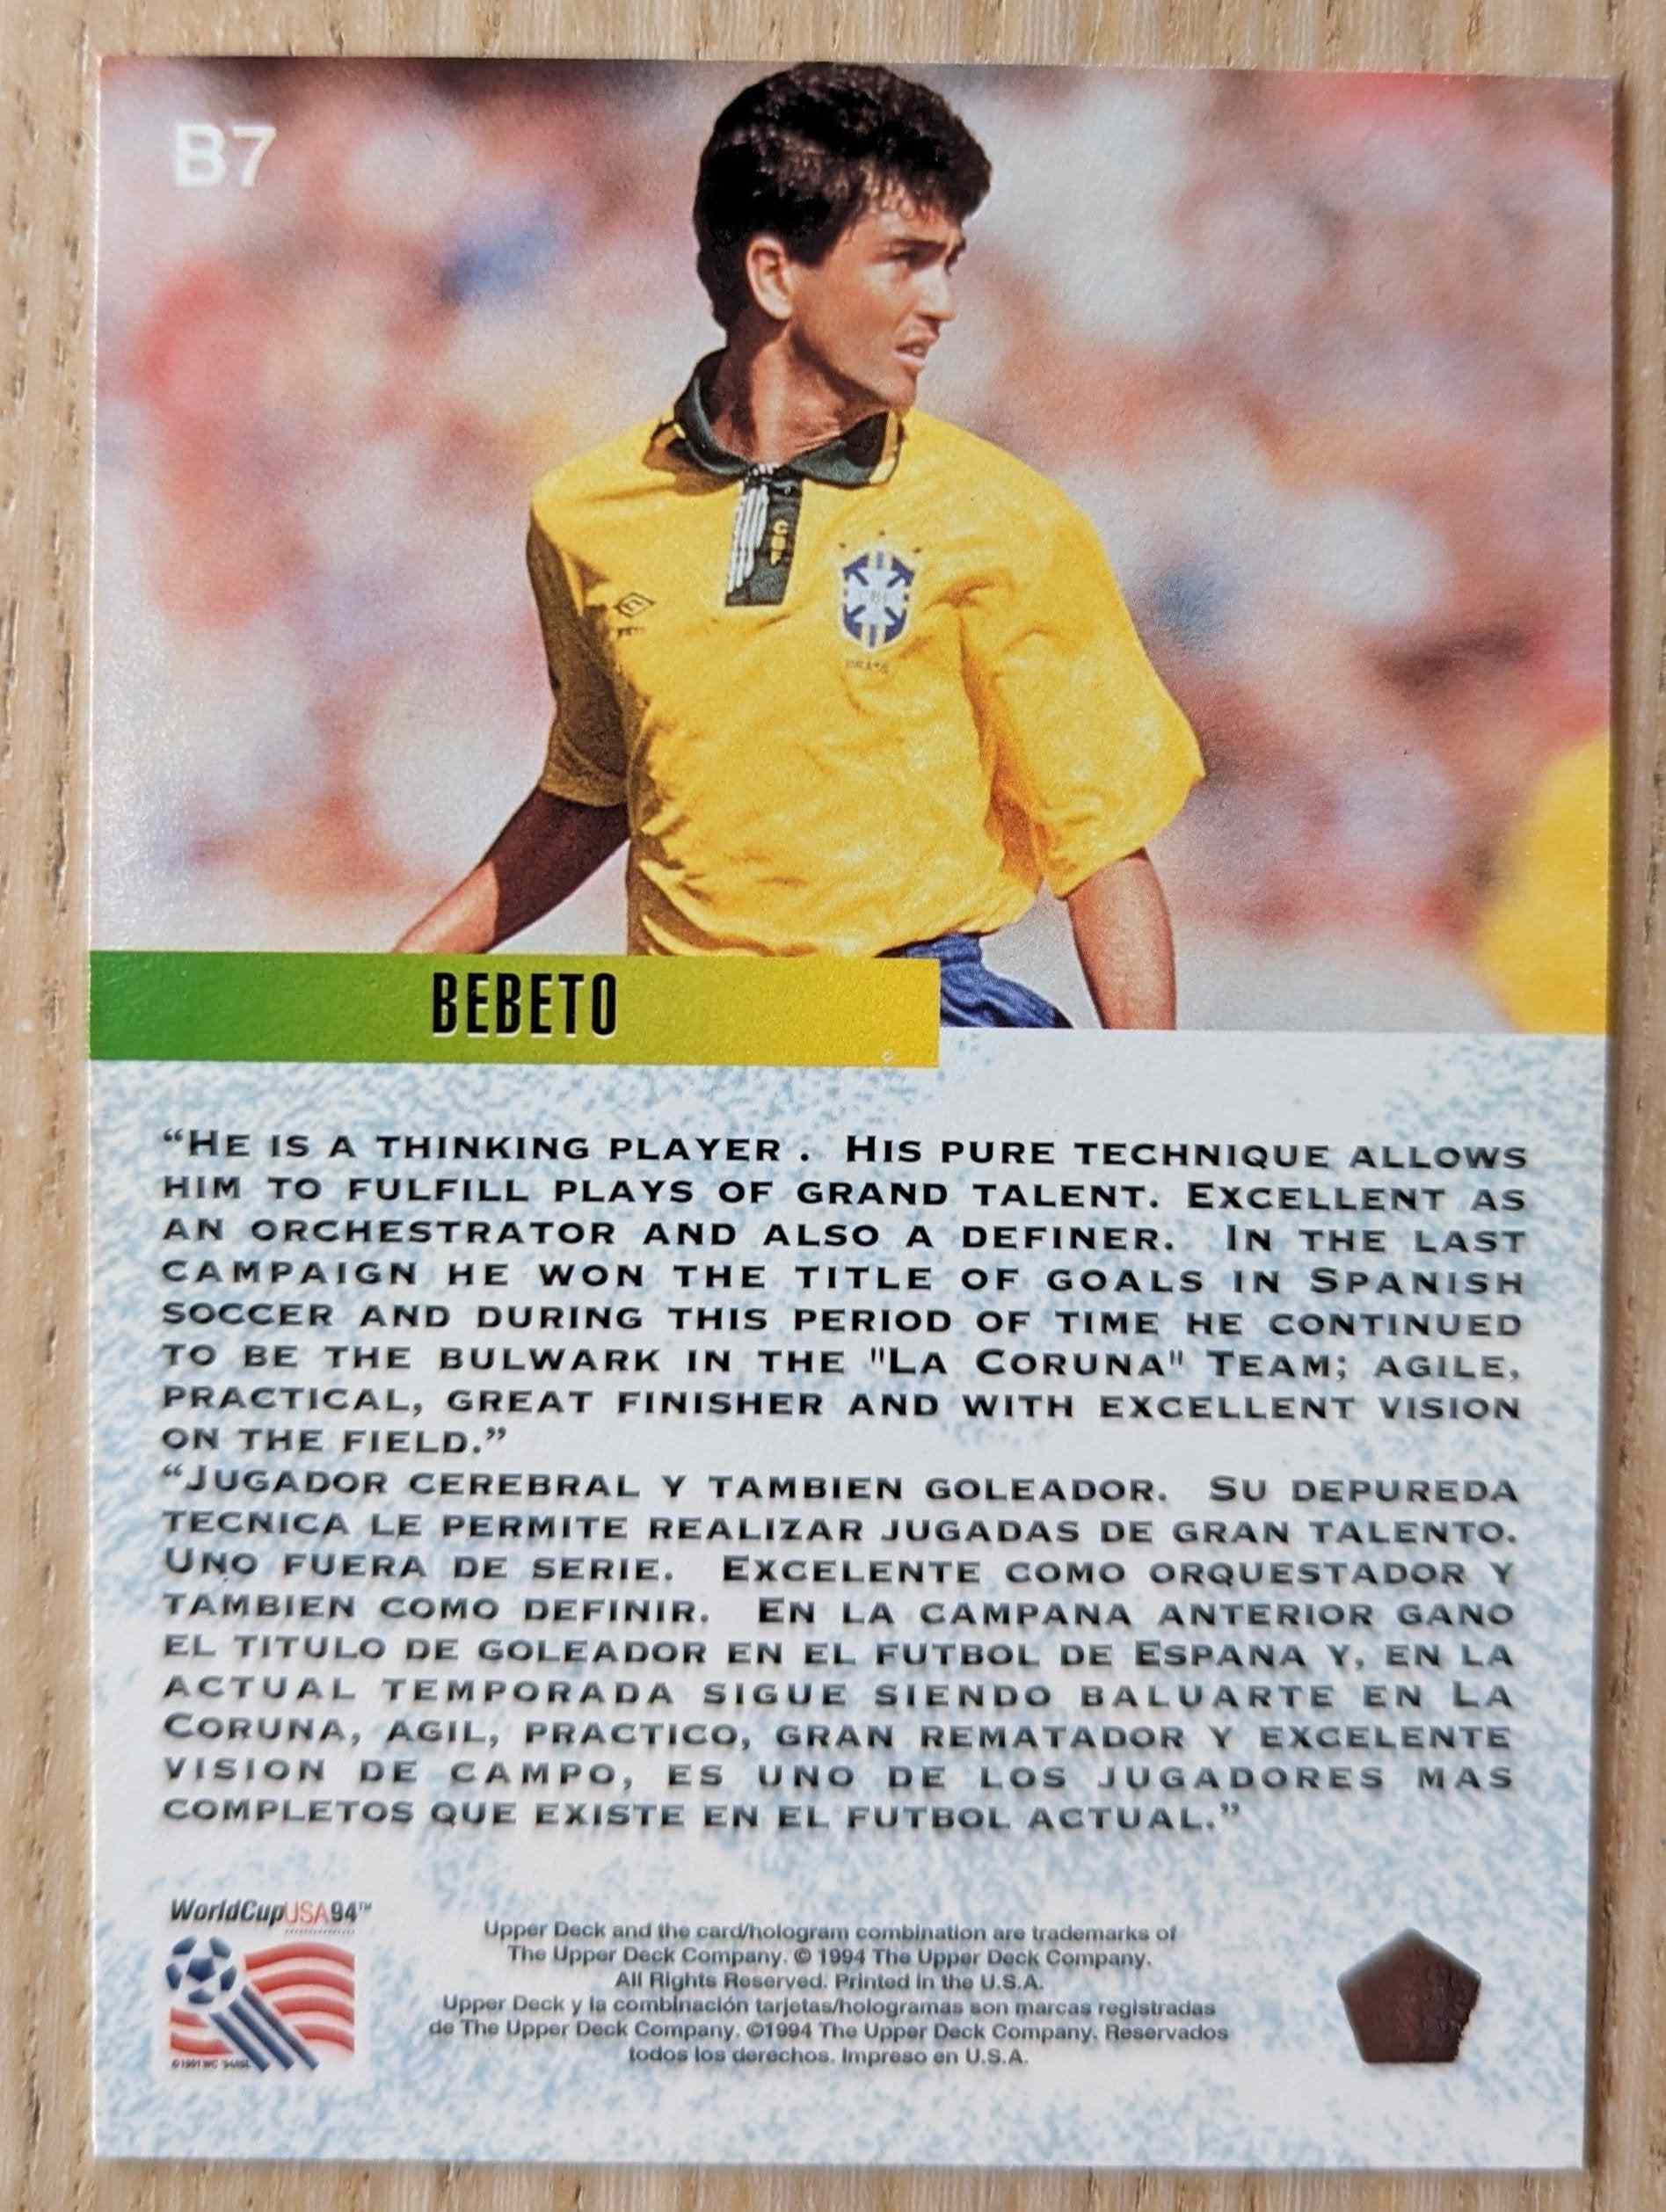 B7
CBF
BRASIL
BEBETO
“HE IS A THINKING PLAYER . HIS PURE TECHNIQUE ALLOWS
HIM TO FULFILL PLAYS OF GRAND TALENT. EXCELLENT AS
AN ORCHESTRATOR AND ALSO A DEFINER. IN THE LAST
CAMPAIGN HE WON THE TITLE OF GOALS IN SPANISH
SOCCER AND DURING THIS PERIOD OF TIME HE CONTINUED
TO BE THE BULWARK IN THE "LA CORUNA" TEAM; AGILE,
PRACTICAL, GREAT FINISHER AND WITH EXCELLENT VISION
ON THE FIELD.”
“JUGADOR CEREBRAL Y TAMBIEN GOLEADOR. SU DEPUREDA
TECNICA LE PERMITE REALIZAR JUGADAS DE GRAN TALENTO.
UNO FUERA DE SERIE. EXCELENTE COMO ORQUESTADOR Y
TAMBIEN COMO DEFINIR. EN LA CAMPANA ANTERIOR GANO
EL TITULO DE GOLEADOR EN EL FUTBOL DE ESPANA Y, EN LA
ACTUAL TEMPORADA SIGUE SIENDO BALUARTE EN LA
CORUNA, AGIL, PRACTICO, GRAN REMATADOR Y EXCELENTE
VISION DE CAMPO, ES UNO DE LOS JUGADORES MAS
COMPLETOS QUE EXISTE EN EL FUTBOL ACTUAL.”
WorldCupUSA94™
Upper Deck and the card/hologram combination are trademarks of
The Upper Deck Company. © 1994 The Upper Deck Company.
All Rights Reserved. Printed in the U.S.A.
Upper Deck y la combinación tarjetas/hologramas son marcas registradas
de The Upper Deck Company. ©1994 The Upper Deck Company. Reservados
todos los derechos. Impreso en U.S.A.